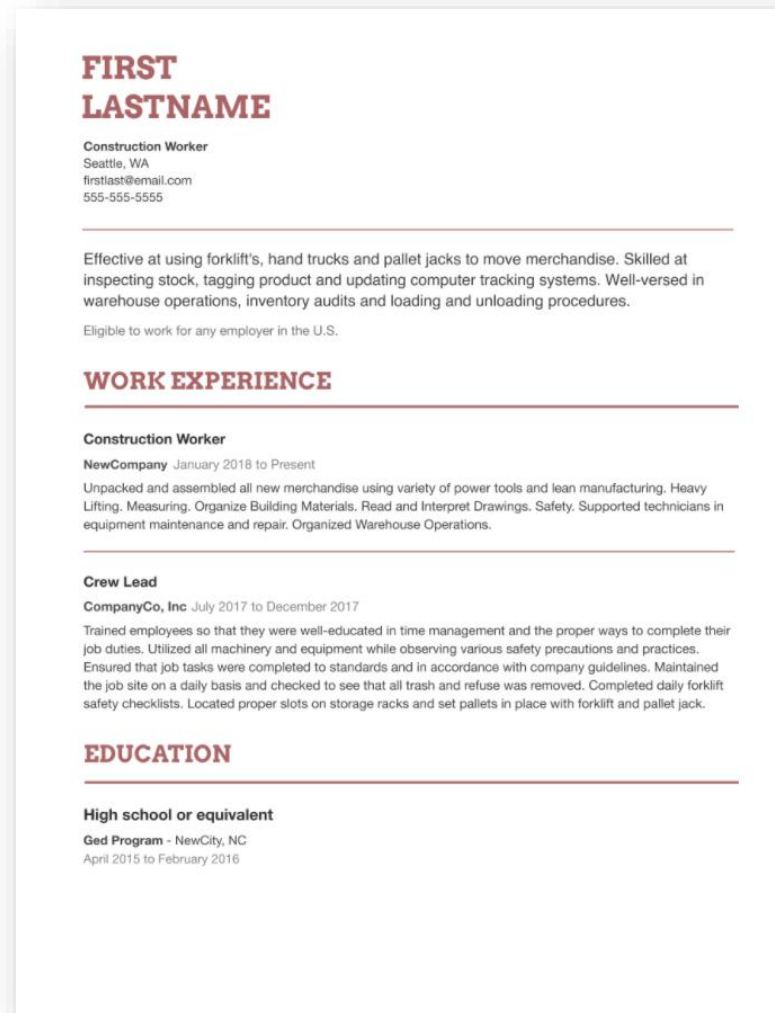 FIRST
LASTNAME
Construction Worker
Seattle, WA
firstlast@email.com
555-555-5555
Effective at using forklift's, hand trucks and pallet jacks to move merchandise. Skilled at
inspecting stock, tagging product and updating computer tracking systems. Well-versed in
warehouse operations, inventory audits and loading and unloading procedures.
Eligible to work for any employer in the U.S.
WORK EXPERIENCE
Construction Worker
NewCompany January 2018 to Present
Unpacked and assembled all new merchandise using variety of power tools and lean manufacturing. Heavy
Lifting. Measuring. Organize Building Materials. Read and Interpret Drawings. Safety. Supported technicians in
equipment maintenance and repair. Organized Warehouse Operations.
Crew Lead
CompanyCo, Inc July 2017 to December 2017
Trained employees so that they were well-educated in time management and the proper ways to complete their
job duties. Utilized all machinery and equipment while observing various safety precautions and practices.
Ensured that job tasks were completed to standards and in accordance with company guidelines. Maintained
the job site on a daily basis and checked to see that all trash and refuse was removed. Completed daily forklift
safety checklists. Located proper slots on storage racks and set pallets in place with forklift and pallet jack.
EDUCATION
High school or equivalent
Ged Program - NewCity, NC
April 2015 to February 2016